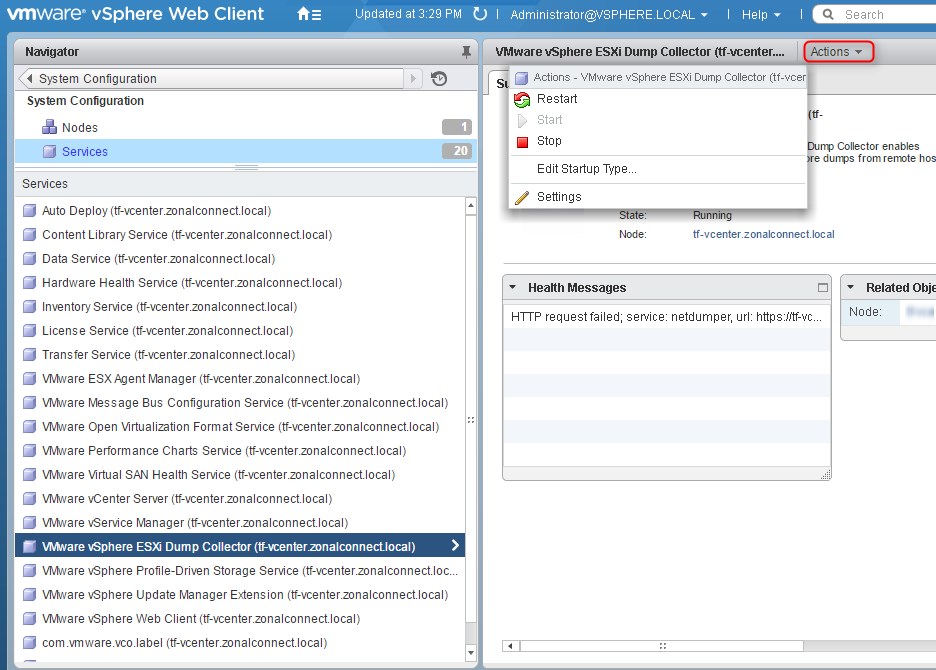 vmware® vSphere Web Client
Updated at 3:29 PM
Administrator@VSPHERE.LOCAL
Help
Search
Navigator
System Configuration
System Configuration
Nodes
1
Services
20
Services
Auto Deploy (tf-vcenter.zonalconnect.local)
Content Library Service (tf-vcenter.zonalconnect.local)
Data Service (tf-vcenter.zonalconnect.local)
Hardware Health Service (tf-vcenter.zonalconnect.local)
Inventory Service (tf-vcenter.zonalconnect.local)
License Service (tf-vcenter.zonalconnect.local)
Transfer Service (tf-vcenter.zonalconnect.local)
VMware ESX Agent Manager (tf-vcenter.zonalconnect.local)
VMware Message Bus Configuration Service (tf-vcenter.zonalconnect.local)
VMware Open Virtualization Format Service (tf-vcenter.zonalconnect.local)
VMware Performance Charts Service (tf-vcenter.zonalconnect.local)
VMware Virtual SAN Health Service (tf-vcenter.zonalconnect.local)
VMware vCenter Server (tf-vcenter.zonalconnect.local)
VMware vService Manager (tf-vcenter.zonalconnect.local)
VMware vSphere ESXi Dump Collector (tf-vcenter.zonalconnect.local)
VMware vSphere Profile-Driven Storage Service (tf-vcenter.zonalconnect.loc...
VMware vSphere Update Manager Extension (tf-vcenter.zonalconnect.local)
VMware vSphere Web Client (tf-vcenter.zonalconnect.local)
com.vmware.vco.label (tf-vcenter.zonalconnect.local)
VMware vSphere ESXi Dump Collector (tf-vcenter....
Actions
Su
Actions - VMware vSphere ESXi Dump Collector (tf-vcen
Restart
Start
Stop
Edit Startup Type...
Settings
(tf-
Dump Collector enables
re dumps from remote hos
State: Running
Node: tf-vcenter.zonalconnect.local
Health Messages
HTTP request failed; service: netdumper, url: https://tf-vc...
Related Obje
Node: